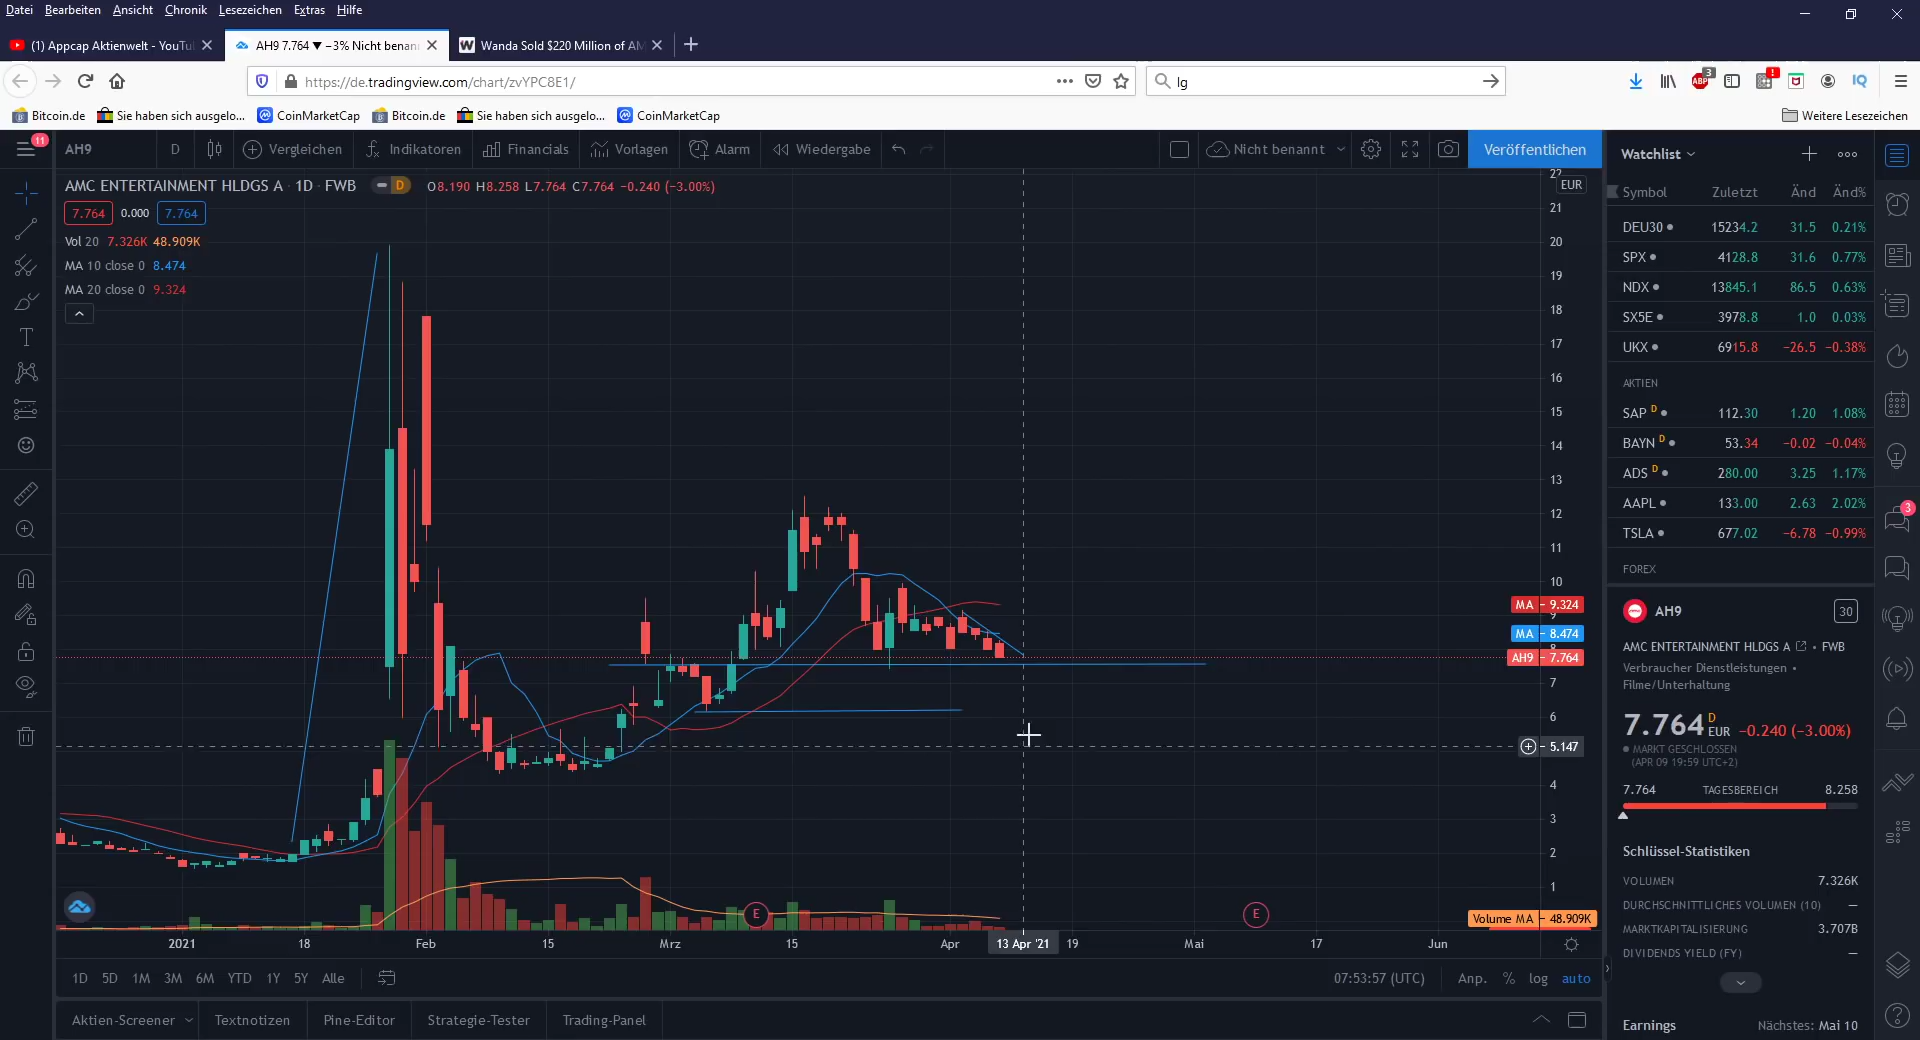 Datei Bearbeiten Ansicht Chronik Lesezeichen Extras Hilfe
(1) Appcap Aktienwelt - YouTu
AH9 7.764 ▼ −3% Nicht benan
W Wanda Sold $220 Million of AM
https://de.tradingview.com/chart/zvYPC8E1/
lg
ABP 3
!
IQ
Bitcoin.de Sie haben sich ausgelo... CoinMarketCap Bitcoin.de Sie haben sich ausgelo... CoinMarketCap Weitere Lesezeichen
11
AH9 D Vergleichen Indikatoren Financials Vorlagen Alarm Wiedergabe Nicht benannt Veröffentlichen
AMC ENTERTAINMENT HLDGS A · 1D · FWB D O8.190 H8.258 L7.764 C7.764 −0.240 (−3.00%)
7.764 0.000 7.764
Vol 20 7.326K 48.909K
MA 10 close 0 8.474
MA 20 close 0 9.324
EUR
22
21
20
19
18
17
16
15
14
13
12
11
10
MA 9.324
9
MA 8.474
8
AH9 7.764
7
6
5.147
4
3
2
1
Volume MA 48.909K
E E
2021 18 Feb 15 Mrz 15 Apr 13 Apr '21 19 Mai 17 Jun
1D 5D 1M 3M 6M YTD 1Y 5Y Alle
07:53:57 (UTC) Anp. % log auto
Aktien-Screener Textnotizen Pine-Editor Strategie-Tester Trading-Panel
Watchlist
Symbol Zuletzt Änd Änd%
DEU30 15234.2 31.5 0.21%
SPX 4128.8 31.6 0.77%
NDX 13845.1 86.5 0.63%
SX5E 3978.8 1.0 0.03%
UKX 6915.8 −26.5 −0.38%
AKTIEN
SAP D 112.30 1.20 1.08%
BAYN D 53.34 −0.02 −0.04%
ADS D 280.00 3.25 1.17%
AAPL 133.00 2.63 2.02%
TSLA 677.02 −6.78 −0.99%
FOREX
AH9 30
AMC ENTERTAINMENT HLDGS A • FWB
Verbraucher Dienstleistungen •
Filme/Unterhaltung
7.764 D EUR −0.240 (−3.00%)
MARKT GESCHLOSSEN
(APR 09 19:59 UTC+2)
7.764 TAGESBEREICH 8.258
Schlüssel-Statistiken
VOLUMEN 7.326K
DURCHSCHNITTLICHES VOLUMEN (10) —
MARKTKAPITALISIERUNG 3.707B
DIVIDENDS YIELD (FY) —
Earnings Nächstes: Mai 10
3